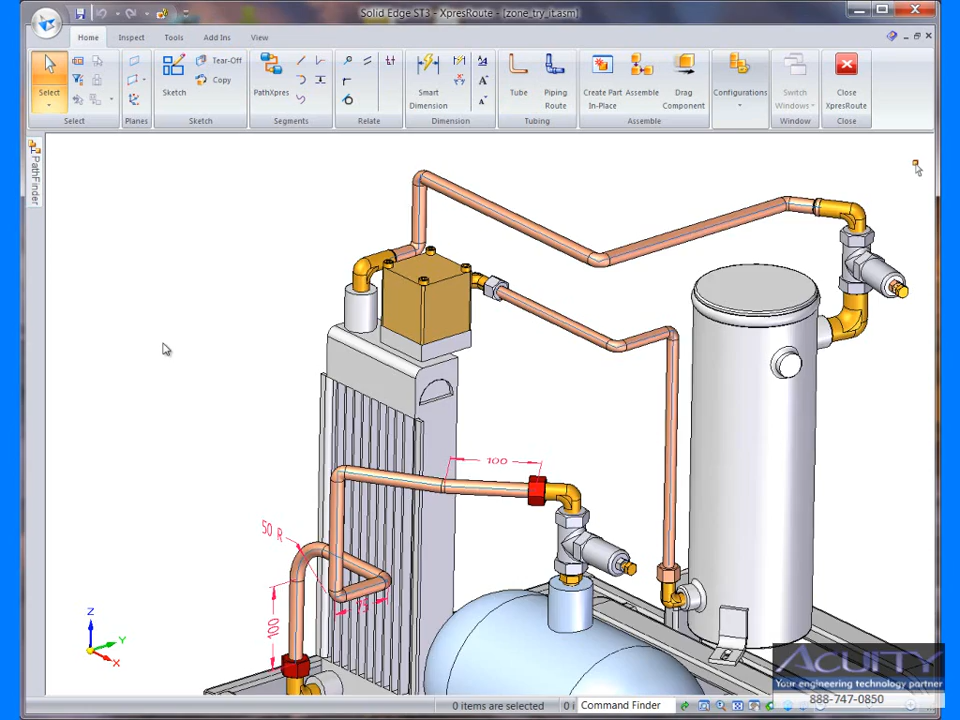 Solid Edge ST3 - XpresRoute - [zone_try_it.asm]
Home Inspect Tools Add Ins View
Select
Select
Planes
Sketch
Tear-Off
Copy
Sketch
PathXpres
Segments
Relate
Smart
Dimension
Dimension
Tube
Piping
Route
Tubing
Create Part
In-Place
Assemble
Drag
Component
Assemble
Configurations
Switch
Windows
Window
Close
XpresRoute
Close
PathFinder
100
50 R
75
100
Z
Y
X
ACUITY
Your engineering technology partner
888-747-0850
0 items are selected
0 i
Command Finder